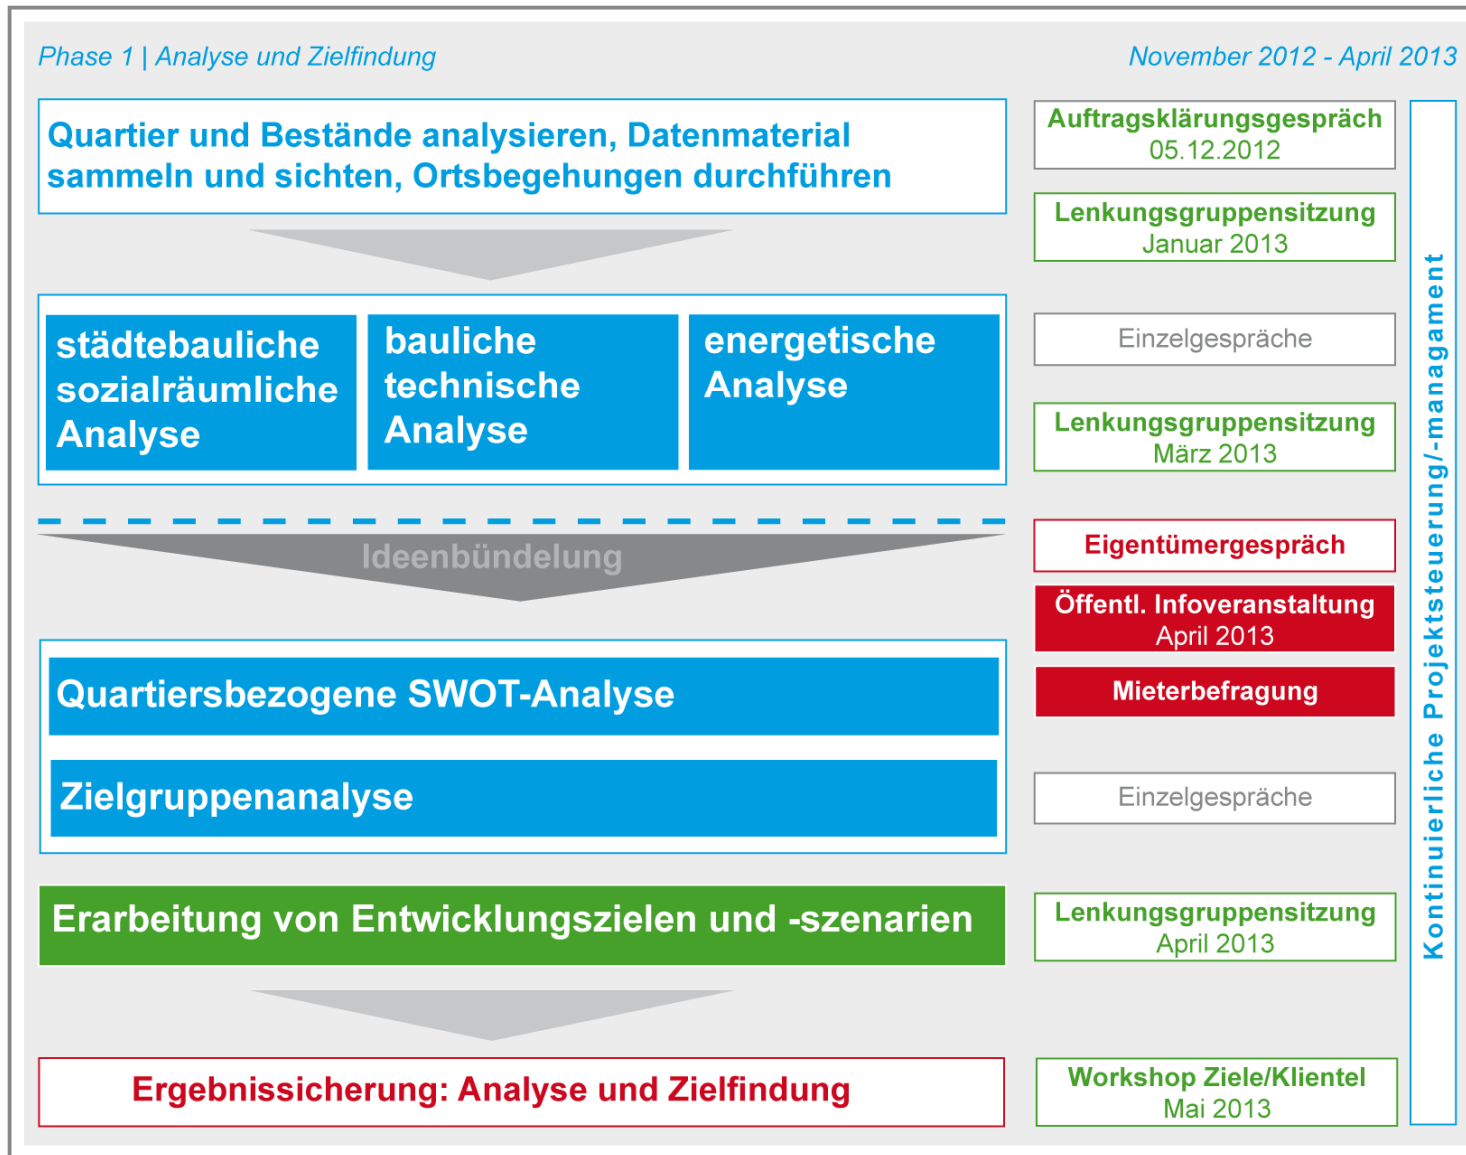 Phase 1 | Analyse und Zielfindung
November 2012 - April 2013
Quartier und Bestände analysieren, Datenmaterial
sammeln und sichten, Ortsbegehungen durchführen
Auftragsklärungsgespräch
05.12.2012
Lenkungsgruppensitzung
Januar 2013
städtebauliche
sozialräumliche
Analyse
bauliche
technische
Analyse
energetische
Analyse
Einzelgespräche
Lenkungsgruppensitzung
März 2013
Ideenbündelung
Eigentümergespräch
Öffentl. Infoveranstaltung
April 2013
Mieterbefragung
Quartiersbezogene SWOT-Analyse
Zielgruppenanalyse
Einzelgespräche
Erarbeitung von Entwicklungszielen und -szenarien
Lenkungsgruppensitzung
April 2013
Ergebnissicherung: Analyse und Zielfindung
Workshop Ziele/Klientel
Mai 2013
Kontinuierliche Projektsteuerung/-managament